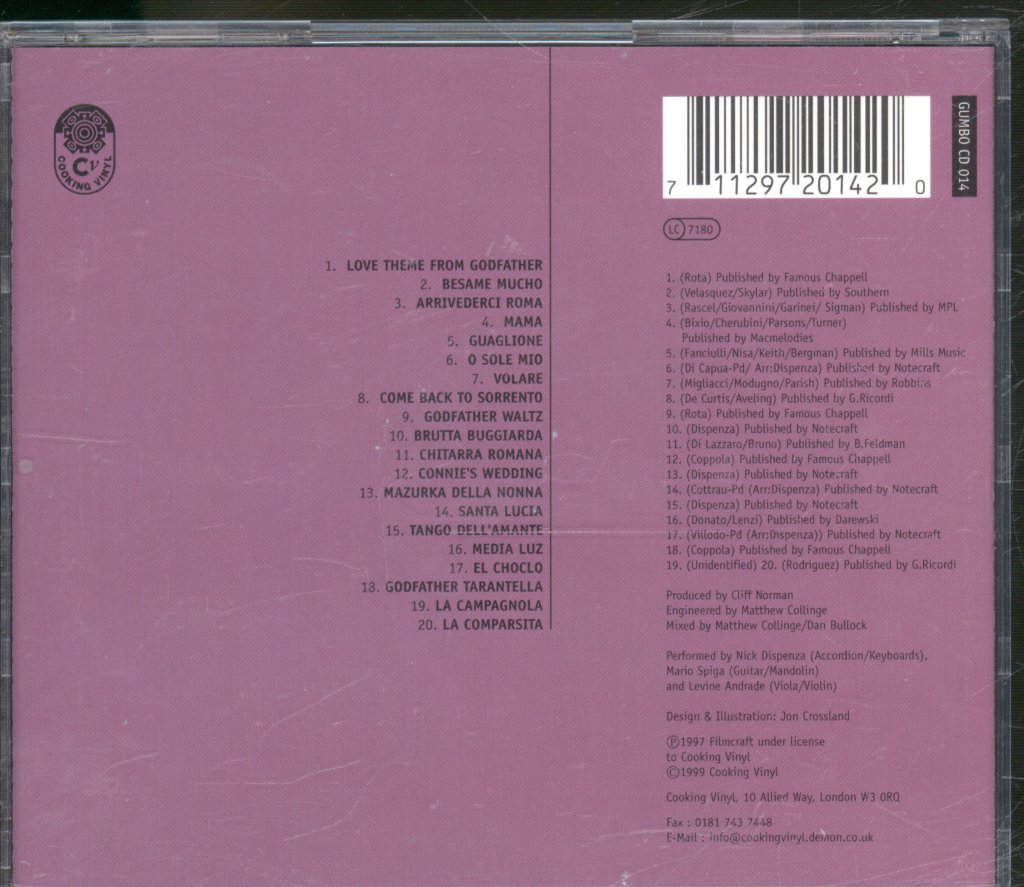 CV
COOKING VINYL
7 11297 20142 0
GUMBO CD 014
LC 7180
1. LOVE THEME FROM GODFATHER
2. BESAME MUCHO
3. ARRIVEDERCI ROMA
4. MAMA
5. GUAGLIONE
6. O SOLE MIO
7. VOLARE
8. COME BACK TO SORRENTO
9. GODFATHER WALTZ
10. BRUTTA BUGGIARDA
11. CHITARRA ROMANA
12. CONNIE'S WEDDING
13. MAZURKA DELLA NONNA
14. SANTA LUCIA
15. TANGO DELL'AMANTE
16. MEDIA LUZ
17. EL CHOCLO
18. GODFATHER TARANTELLA
19. LA CAMPAGNOLA
20. LA COMPARSITA
1. (Rota) Published by Famous Chappell
2. (Velasquez/Skylar) Published by Southern
3. (Rascel/Giovannini/Garinei/ Sigman) Published by MPL
4. (Bixio/Cherubini/Parsons/Turner)
Published by Macmelodies
5. (Fanciulli/Nisa/Keith/Bergman) Published by Mills Music
6. (Di Capua-Pd/ Arr:Dispenza) Published by Notecraft
7. (Migliacci/Modugno/Parish) Published by Robbins
8. (De Curtis/Aveling) Published by G.Ricordi
9. (Rota) Published by Famous Chappell
10. (Dispenza) Published by Notecraft
11. (Di Lazzaro/Bruno) Published by B.Feldman
12. (Coppola) Published by Famous Chappell
13. (Dispenza) Published by Notecraft
14. (Cottrau-Pd (Arr:Dispenza) Published by Notecraft
15. (Dispenza) Published by Notecraft
16. (Donato/Lenzi) Published by Darewski
17. (Villodo-Pd (Arr:Dispenza)) Published by Notecraft
18. (Coppola) Published by Famous Chappell
19. (Unidentified) 20. (Rodriguez) Published by G.Ricordi
Produced by Cliff Norman
Engineered by Matthew Collinge
Mixed by Matthew Collinge/Dan Bullock
Performed by Nick Dispenza (Accordian/Keyboards),
Mario Spiga (Guitar/Mandolin)
and Levine Andrade (Viola/Violin)
Design & Illustration: Jon Crossland
Ⓟ1997 Filmcraft under license
to Cooking Vinyl
©1999 Cooking Vinyl
Cooking Vinyl, 10 Allied Way, London W3 0RQ
Fax : 0181 743 7448
E-Mail : info@cookingvinyl.demon.co.uk